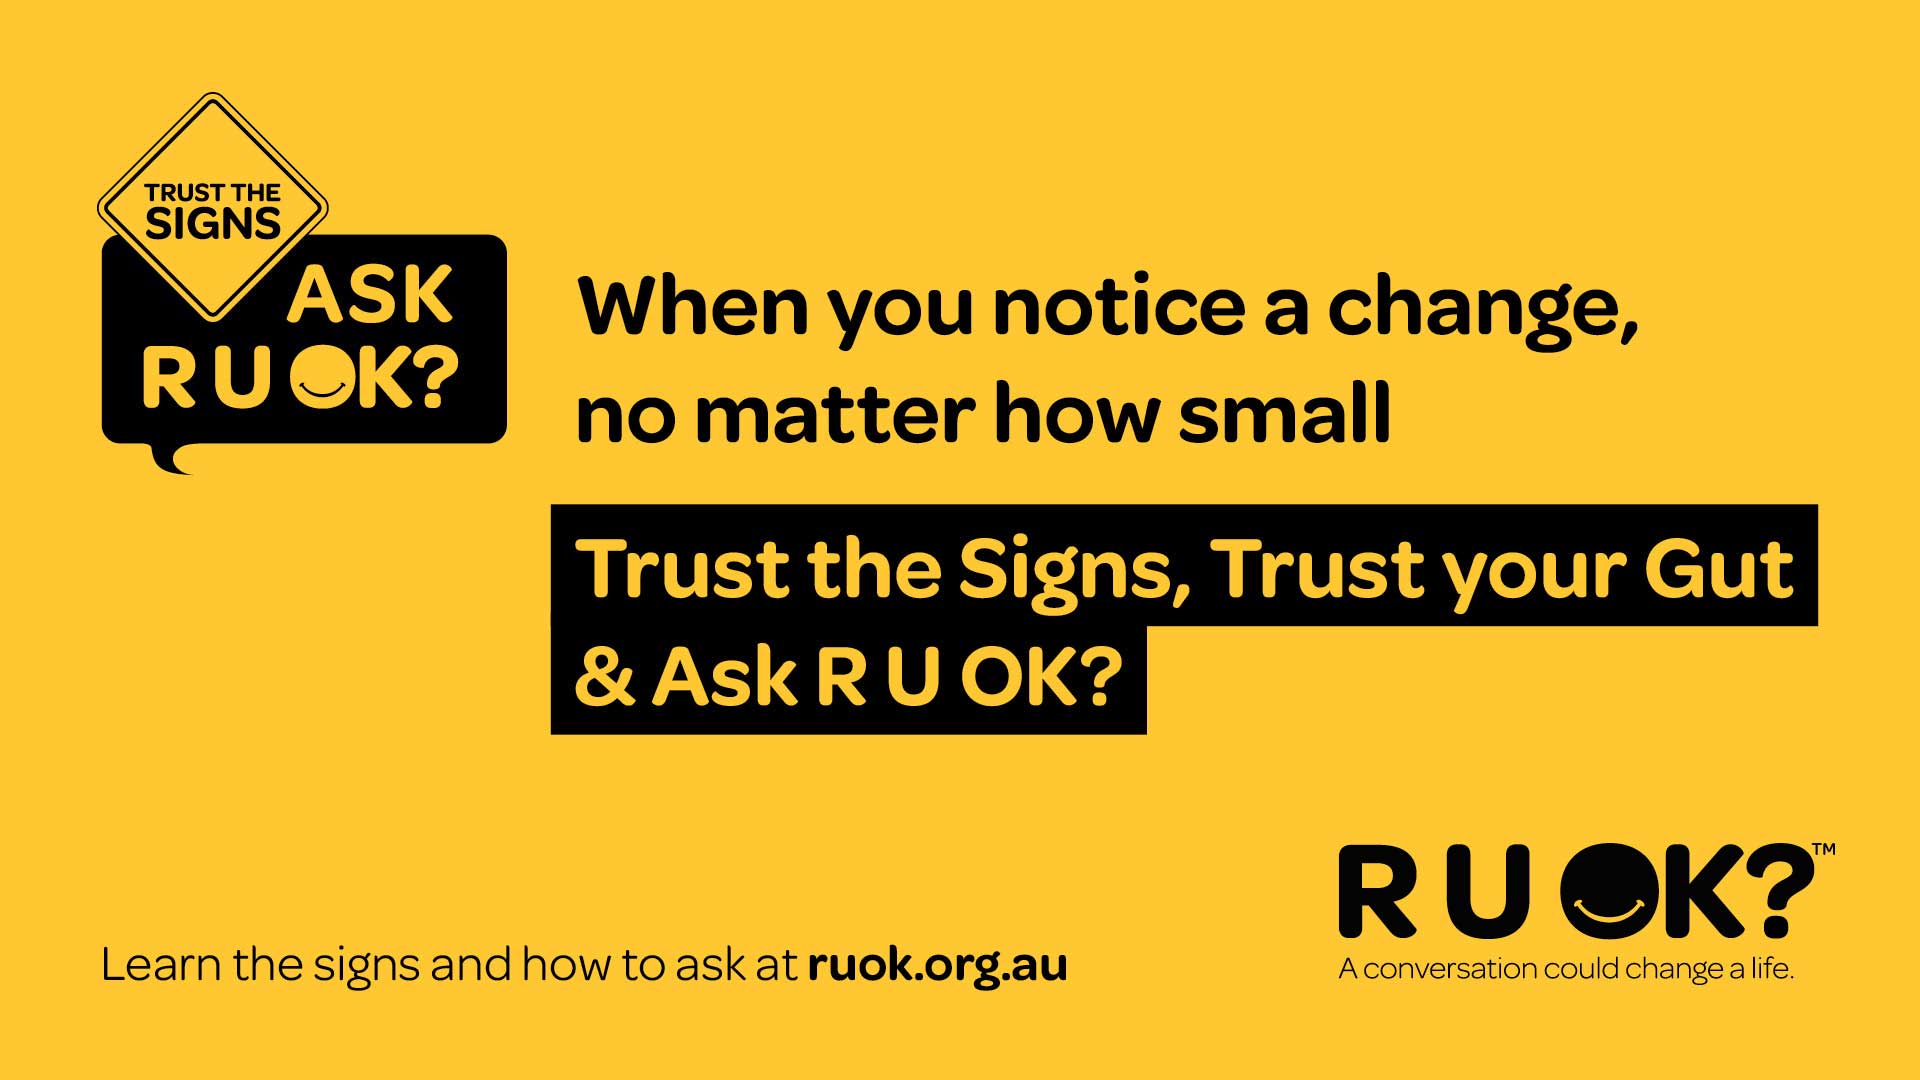 TRUST THE
SIGNS
ASK
R U OK?
When you notice a change,
no matter how small
Trust the Signs, Trust your Gut
& Ask R U OK?
Learn the signs and how to ask at ruok.org.au
R U OK?™
A conversation could change a life.